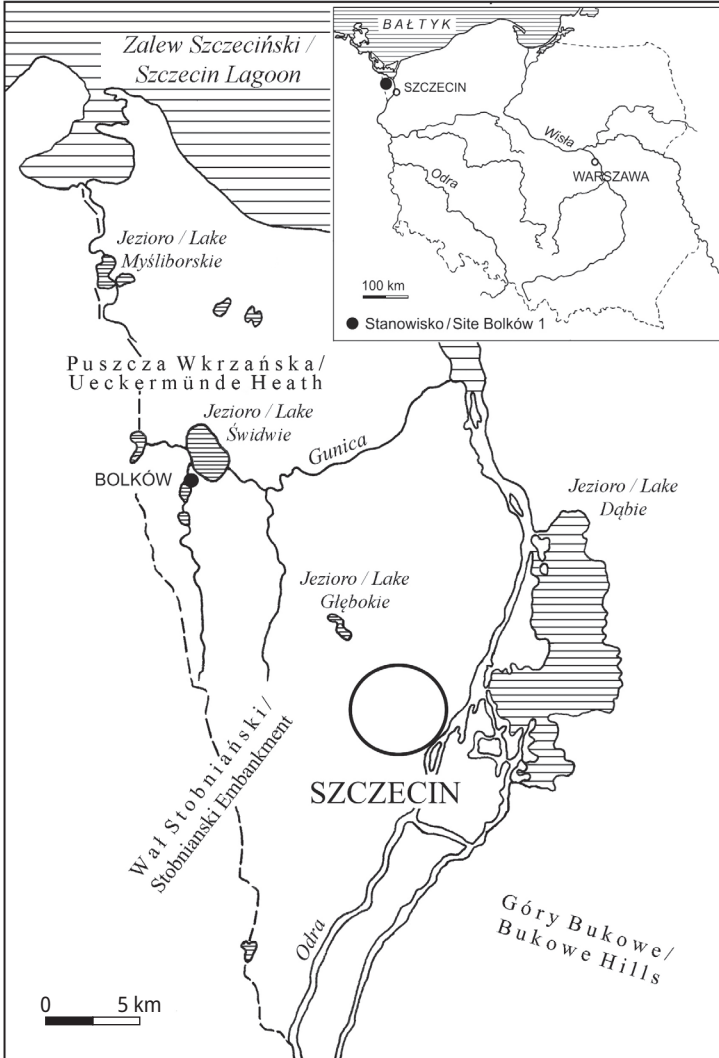 Zalew Szczeciński /
Szczecin Lagoon
BAŁTYK
SZCZECIN
Wisła
WARSZAWA
Odra
100 km
Stanowisko / Site Bolków 1
Jezioro / Lake
Myśliborskie
Puszcza Wkrzańska /
Ueckermünde Heath
Jezioro / Lake
Świdwie
Gunica
BOLKÓW
Jezioro / Lake
Dąbie
Jezioro / Lake
Głębokie
Wał Stobniański /
Stobnianski Embankment
SZCZECIN
Odra
Góry Bukowe /
Bukowe Hills
0 5 km